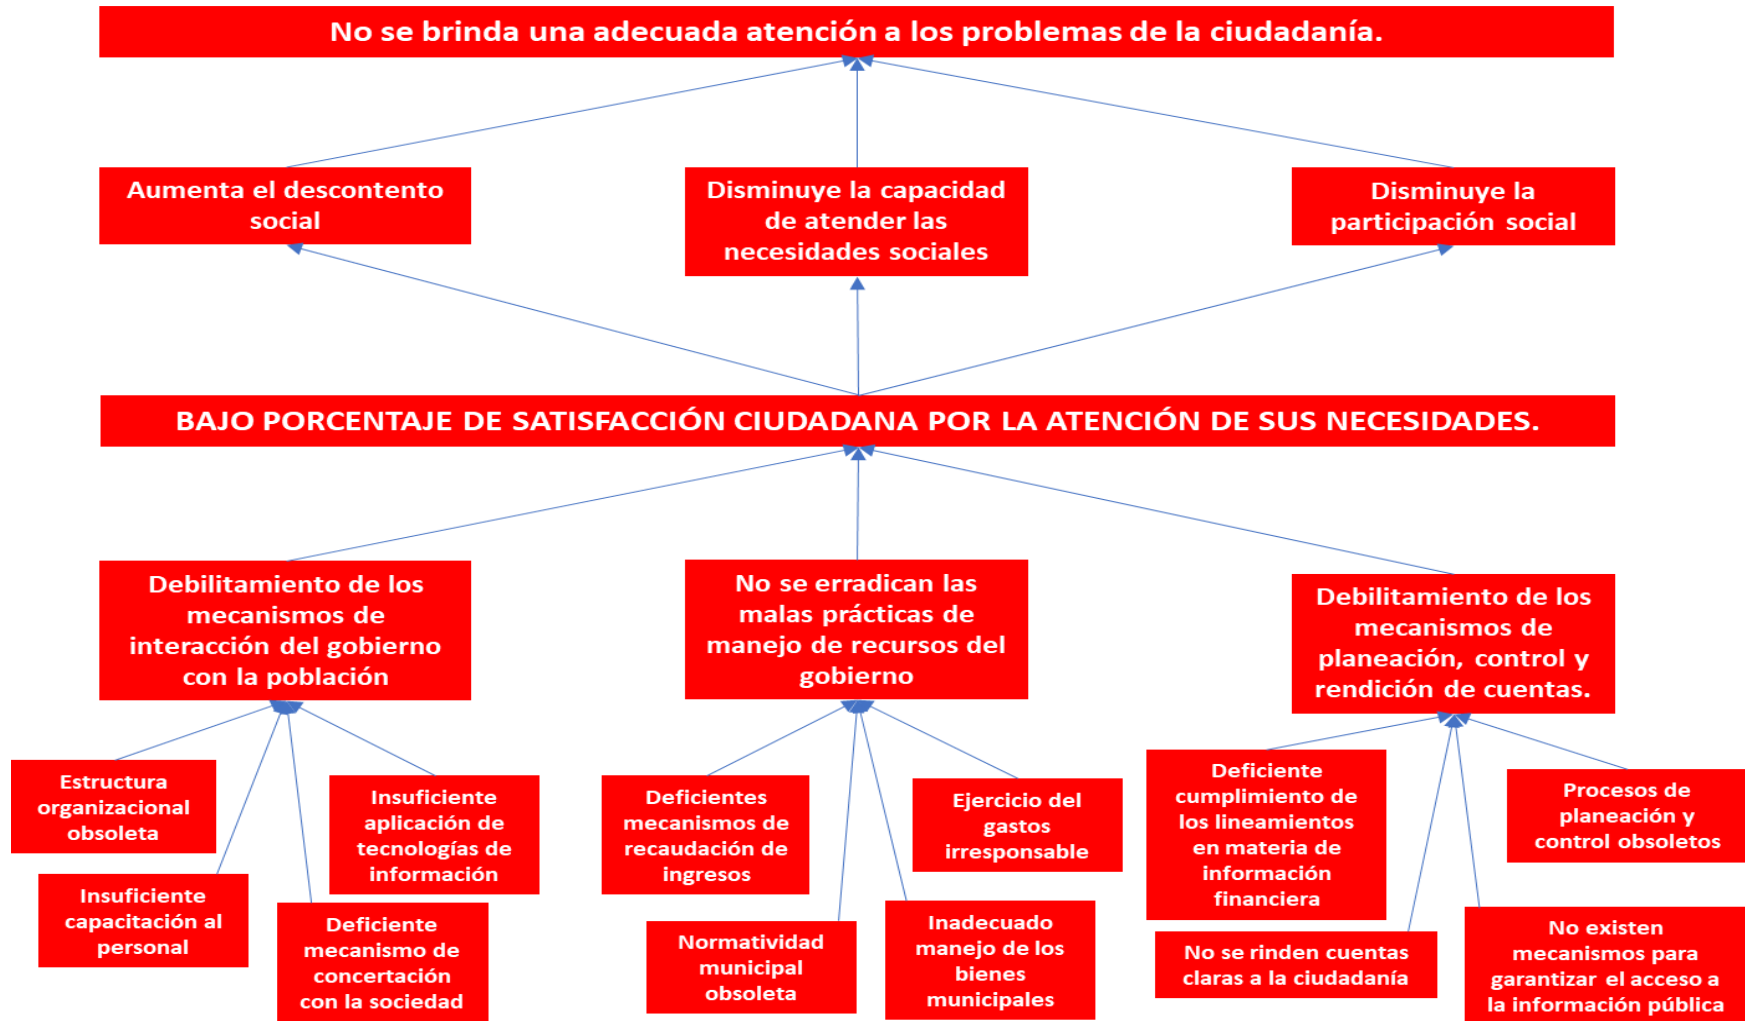 No se brinda una adecuada atención a los problemas de la ciudadanía.
Aumenta el descontento
social
Disminuye la capacidad
de atender las
necesidades sociales
Disminuye la
participación social
BAJO PORCENTAJE DE SATISFACCIÓN CIUDADANA POR LA ATENCIÓN DE SUS NECESIDADES.
Debilitamiento de los
mecanismos de
interacción del gobierno
con la población
No se erradican las
malas prácticas de
manejo de recursos del
gobierno
Debilitamiento de los
mecanismos de
planeación, control y
rendición de cuentas.
Estructura
organizacional
obsoleta
Insuficiente
capacitación al
personal
Deficiente
mecanismo de
concertación
con la sociedad
Insuficiente
aplicación de
tecnologías de
información
Deficientes
mecanismos de
recaudación de
ingresos
Normatividad
municipal
obsoleta
Inadecuado
manejo de los
bienes
municipales
Ejercicio del
gastos
irresponsable
Deficiente
cumplimiento de
los lineamientos
en materia de
información
financiera
No se rinden cuentas
claras a la ciudadanía
No existen
mecanismos para
garantizar el acceso a
la información pública
Procesos de
planeación y
control obsoletos